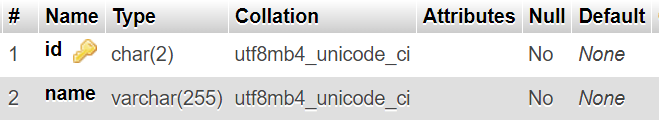 # Name Type Collation Attributes Null Default
1 id char(2) utf8mb4_unicode_ci No None
2 name varchar(255) utf8mb4_unicode_ci No None